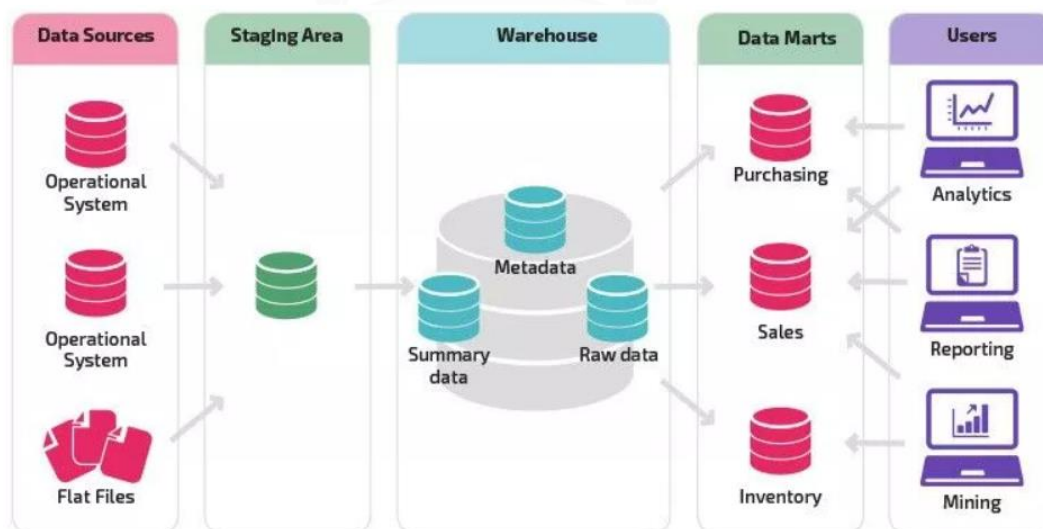 Data Sources
Staging Area
Warehouse
Data Marts
Users
Operational
System
Operational
System
Flat Files
Metadata
Summary
data
Raw data
Purchasing
Sales
Inventory
Analytics
Reporting
Mining